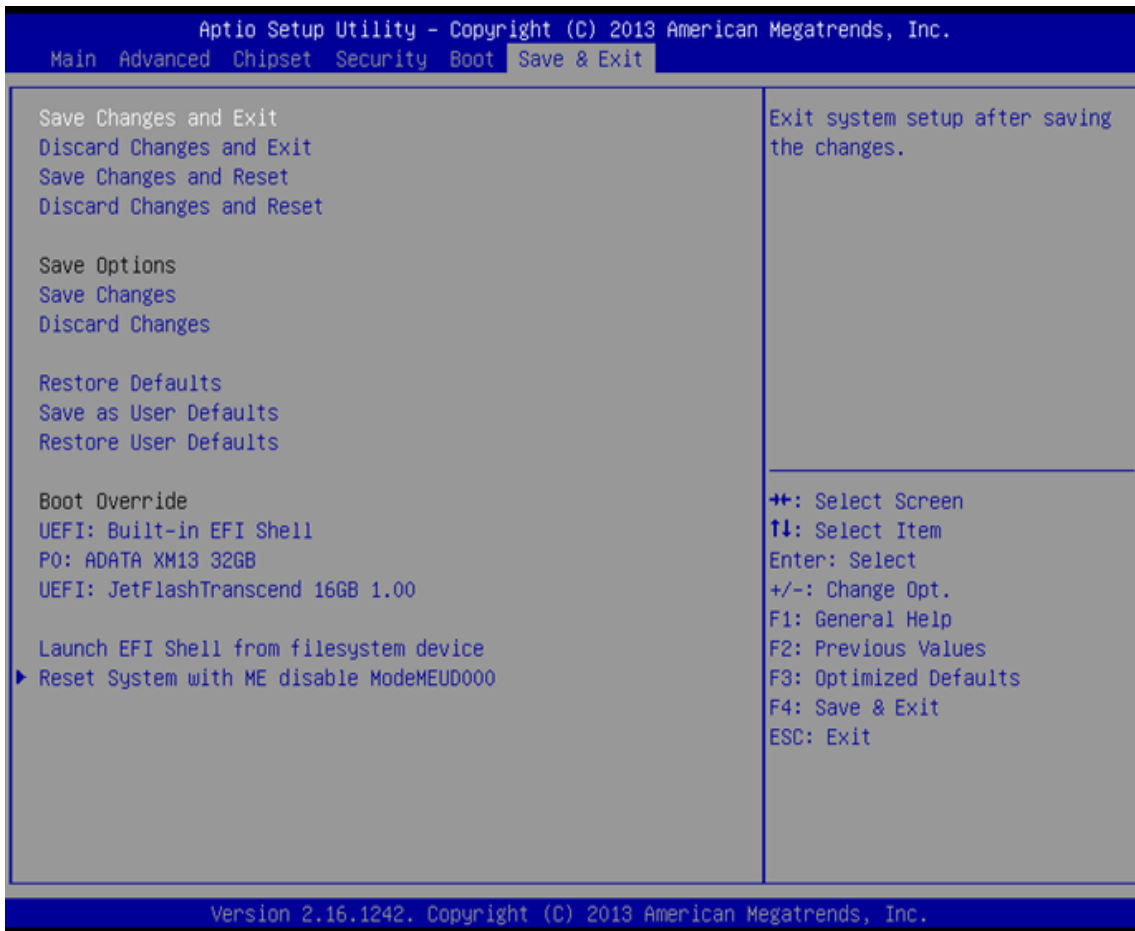 Aptio Setup Utility – Copyright (C) 2013 American Megatrends, Inc.
Main Advanced Chipset Security Boot Save & Exit
Save Changes and Exit
Discard Changes and Exit
Save Changes and Reset
Discard Changes and Reset
Save Options
Save Changes
Discard Changes
Restore Defaults
Save as User Defaults
Restore User Defaults
Boot Override
UEFI: Built-in EFI Shell
P0: ADATA XM13 32GB
UEFI: JetFlashTranscend 16GB 1.00
Launch EFI Shell from filesystem device
▶ Reset System with ME disable ModeMEUD000
Exit system setup after saving
the changes.
→←: Select Screen
↑↓: Select Item
Enter: Select
+/-: Change Opt.
F1: General Help
F2: Previous Values
F3: Optimized Defaults
F4: Save & Exit
ESC: Exit
Version 2.16.1242. Copyright (C) 2013 American Megatrends, Inc.